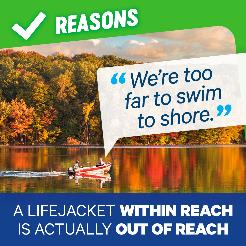 REASONS
“We’re too
far to swim
to shore.”
A LIFEJACKET WITHIN REACH
IS ACTUALLY OUT OF REACH